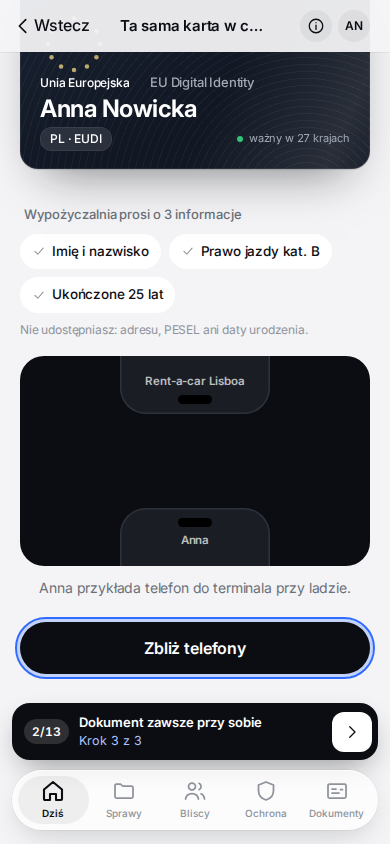 Wstecz
Ta sama karta w c…
AN
Unia Europejska EU Digital Identity
Anna Nowicka
PL · EUDI
ważny w 27 krajach
Wypożyczalnia prosi o 3 informacje
Imię i nazwisko
Prawo jazdy kat. B
Ukończone 25 lat
Nie udostępniasz: adresu, PESEL ani daty urodzenia.
Rent-a-car Lisboa
Anna
Anna przykłada telefon do terminala przy ladzie.
Zbliż telefony
2/13
Dokument zawsze przy sobie
Krok 3 z 3
Dziś
Sprawy
Bliscy
Ochrona
Dokumenty